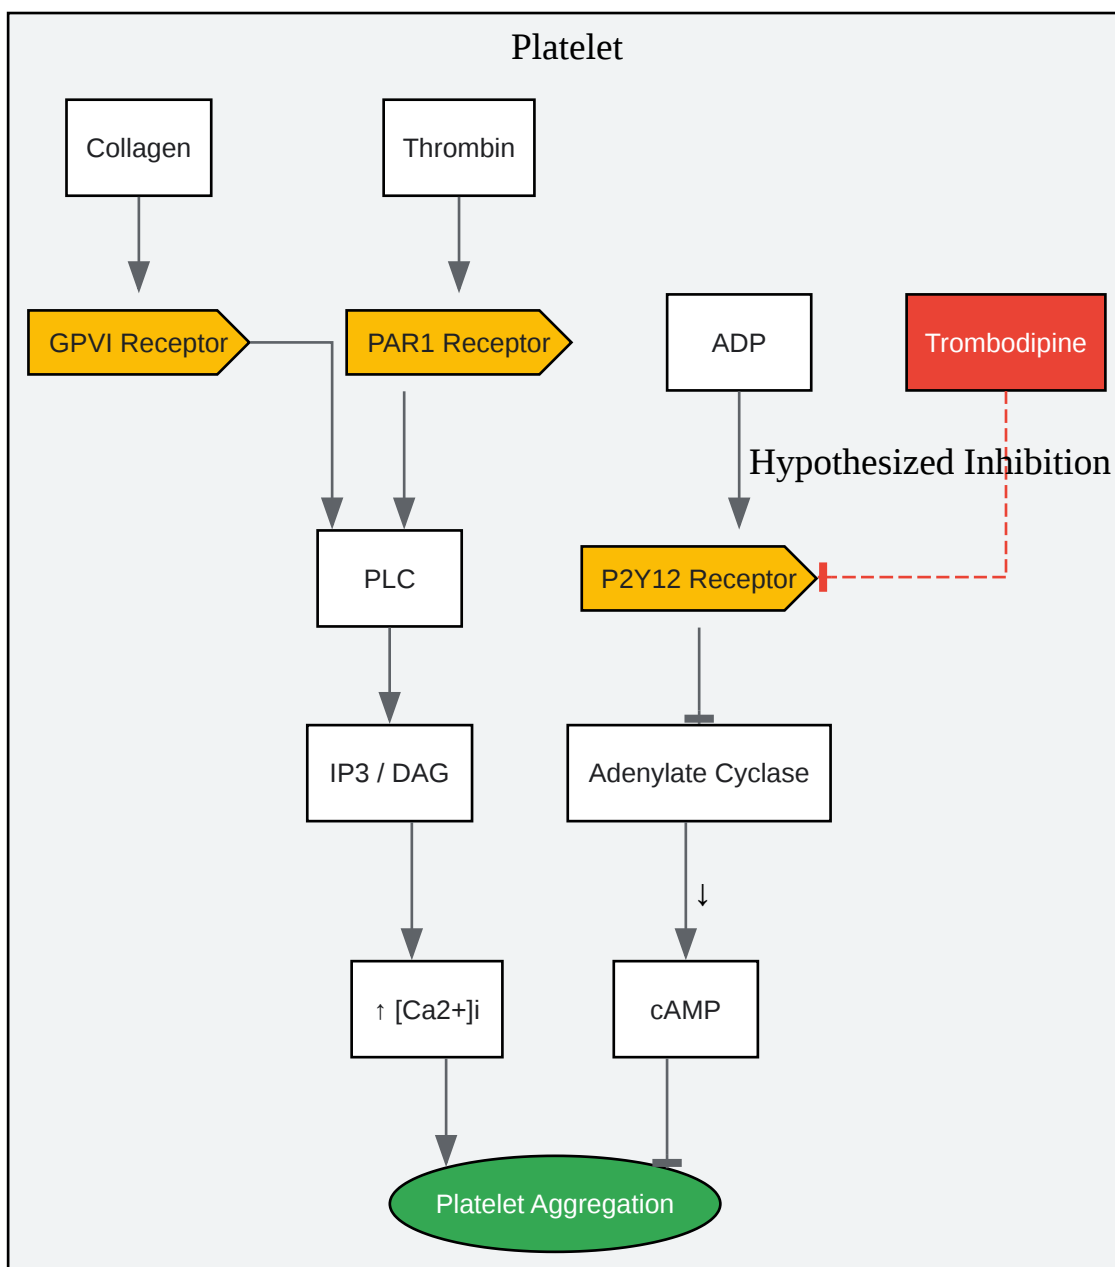 Platelet
Collagen
Thrombin
GPVI Receptor
PAR1 Receptor
ADP
Trombodipine
Hypothesized Inhibition
PLC
P2Y12 Receptor
IP3 / DAG
Adenylate Cyclase
↓
↑ [Ca2+]i
cAMP
Platelet Aggregation